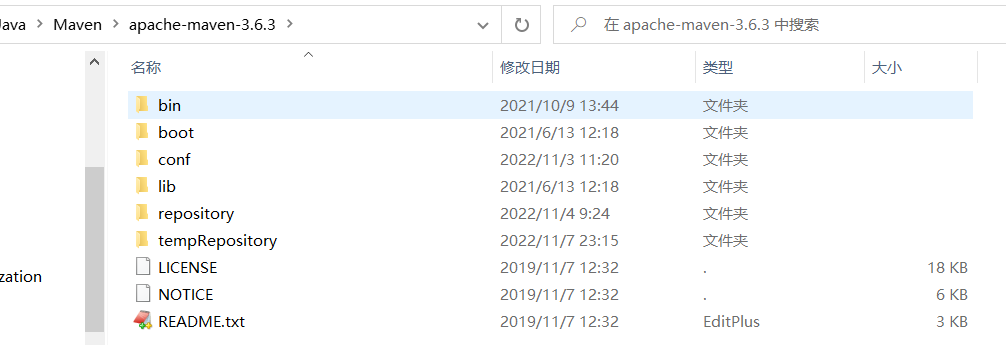 Java > Maven > apache-maven-3.6.3 > 在 apache-maven-3.6.3 中搜索
名称 修改日期 类型 大小
bin 2021/10/9 13:44 文件夹
boot 2021/6/13 12:18 文件夹
conf 2022/11/3 11:20 文件夹
lib 2021/6/13 12:18 文件夹
repository 2022/11/4 9:24 文件夹
tempRepository 2022/11/7 23:15 文件夹
LICENSE 2019/11/7 12:32 . 18 KB
zation
NOTICE 2019/11/7 12:32 . 6 KB
README.txt 2019/11/7 12:32 EditPlus 3 KB